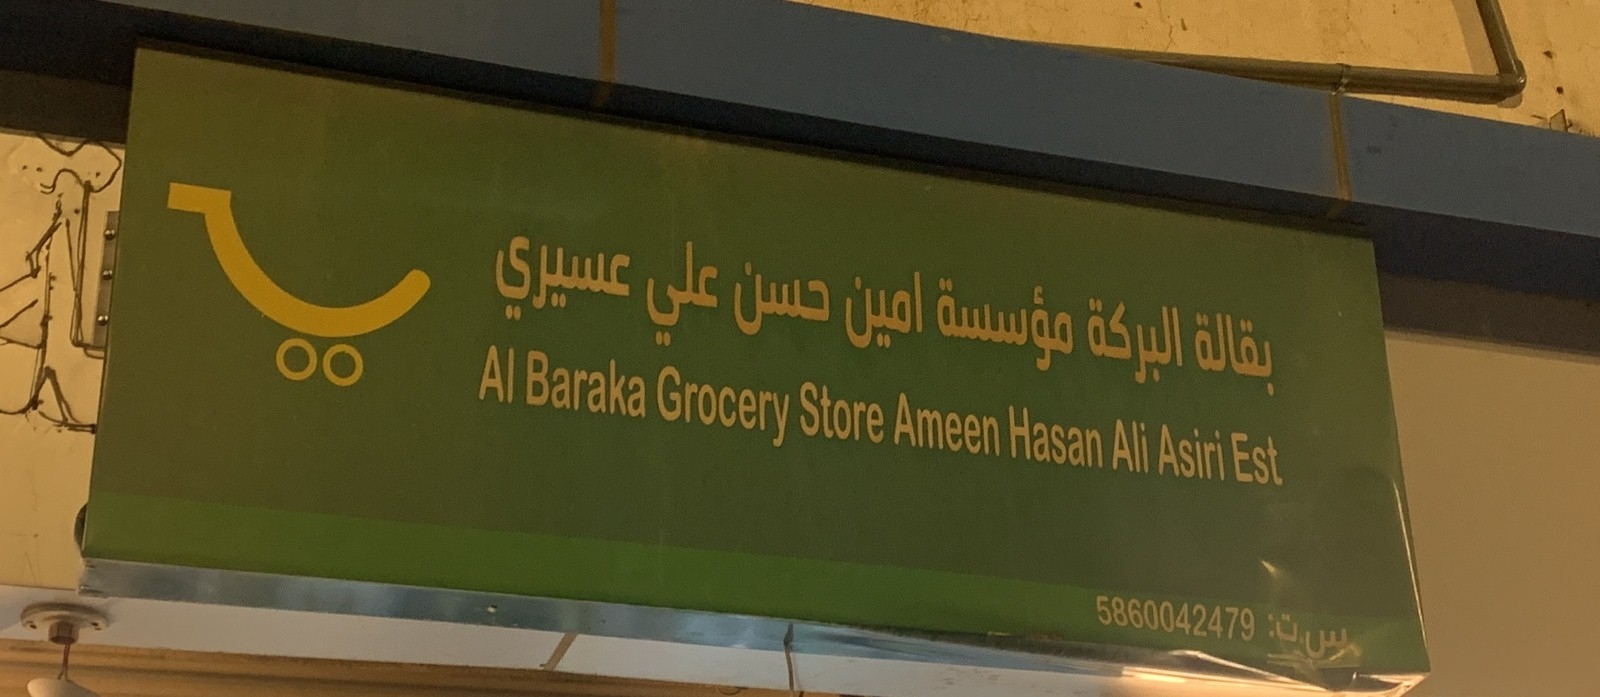 بقالة البركة مؤسسة امين حسن علي عسيري
Al Baraka Grocery Store Ameen Hasan Ali Asiri Est
س.ت: 5860042479